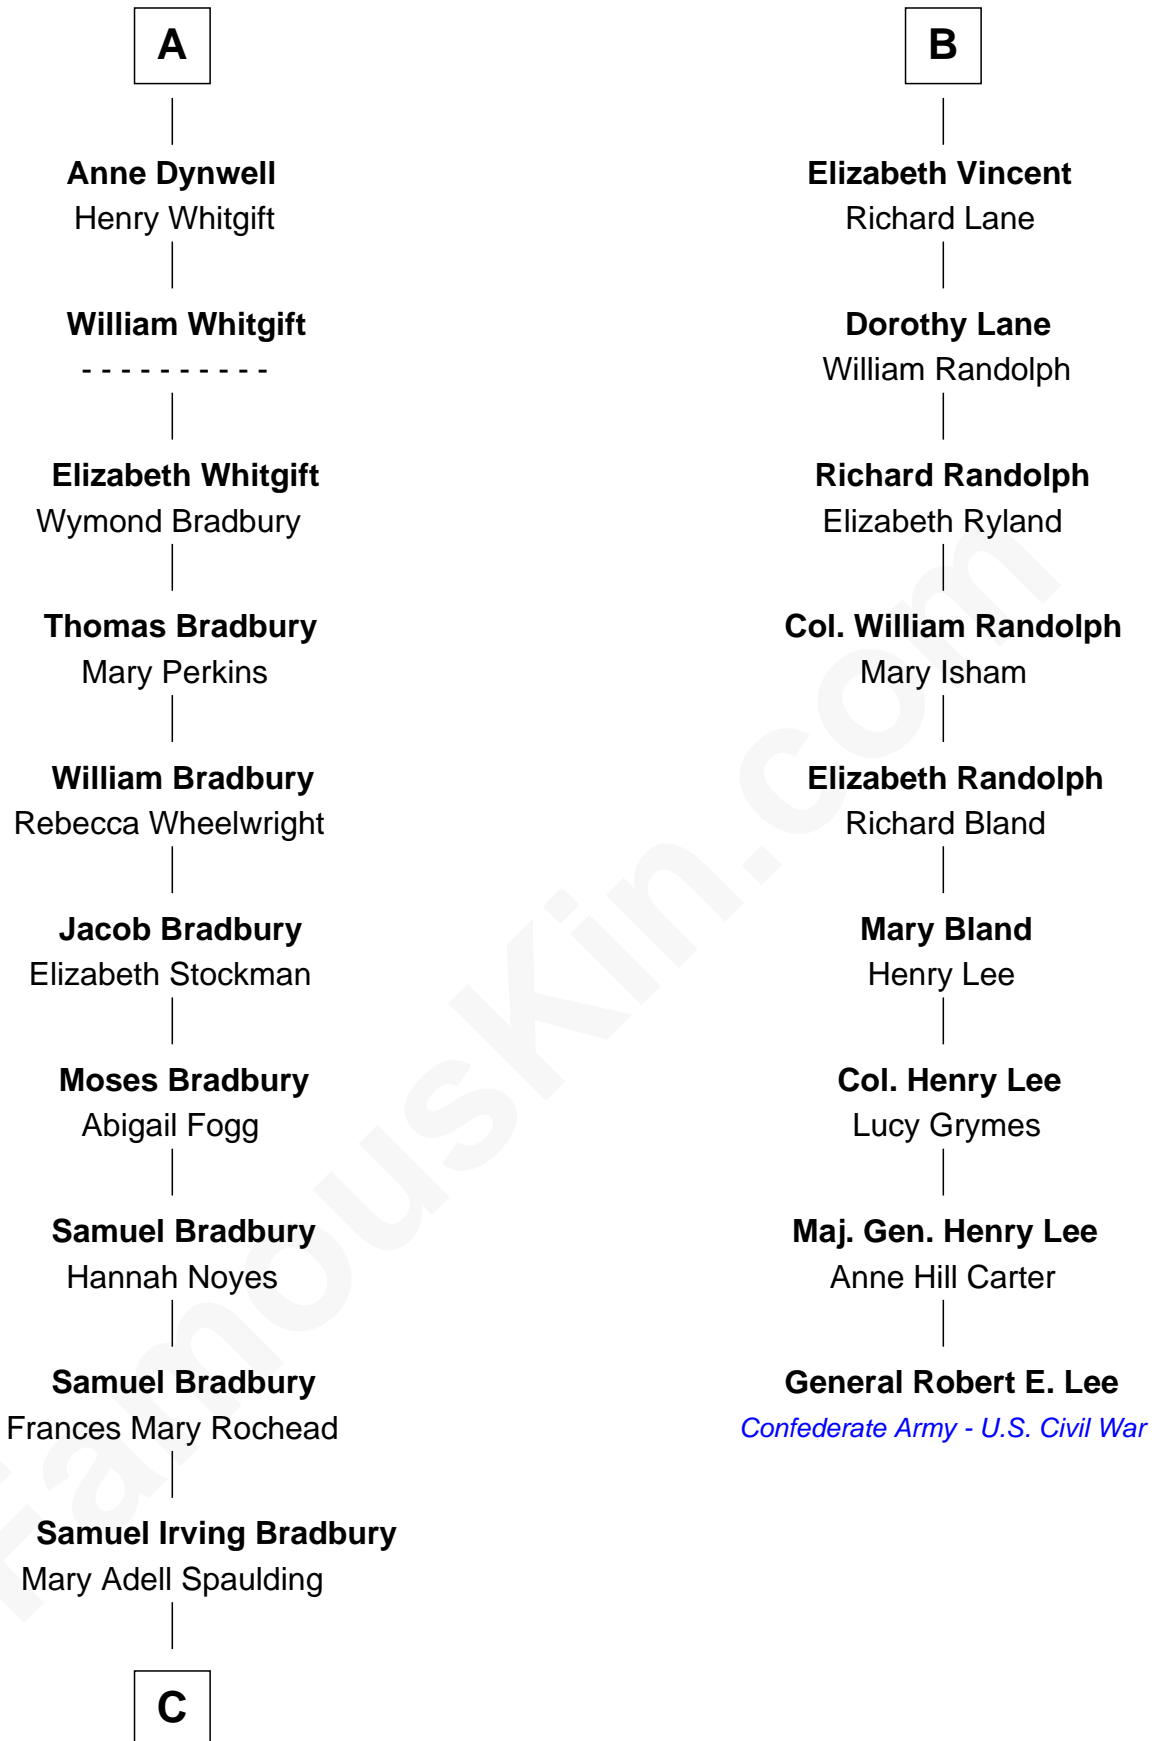 A
Anne Dynwell
Henry Whitgift
William Whitgift
- - - - - - - - - -
Elizabeth Whitgift
Wymond Bradbury
Thomas Bradbury
Mary Perkins
William Bradbury
Rebecca Wheelwright
Jacob Bradbury
Elizabeth Stockman
Moses Bradbury
Abigail Fogg
Samuel Bradbury
Hannah Noyes
Samuel Bradbury
Frances Mary Rochead
Samuel Irving Bradbury
Mary Adell Spaulding
C
B
Elizabeth Vincent
Richard Lane
Dorothy Lane
William Randolph
Richard Randolph
Elizabeth Ryland
Col. William Randolph
Mary Isham
Elizabeth Randolph
Richard Bland
Mary Bland
Henry Lee
Col. Henry Lee
Lucy Grymes
Maj. Gen. Henry Lee
Anne Hill Carter
General Robert E. Lee
Confederate Army - U.S. Civil War
FamousKin.com